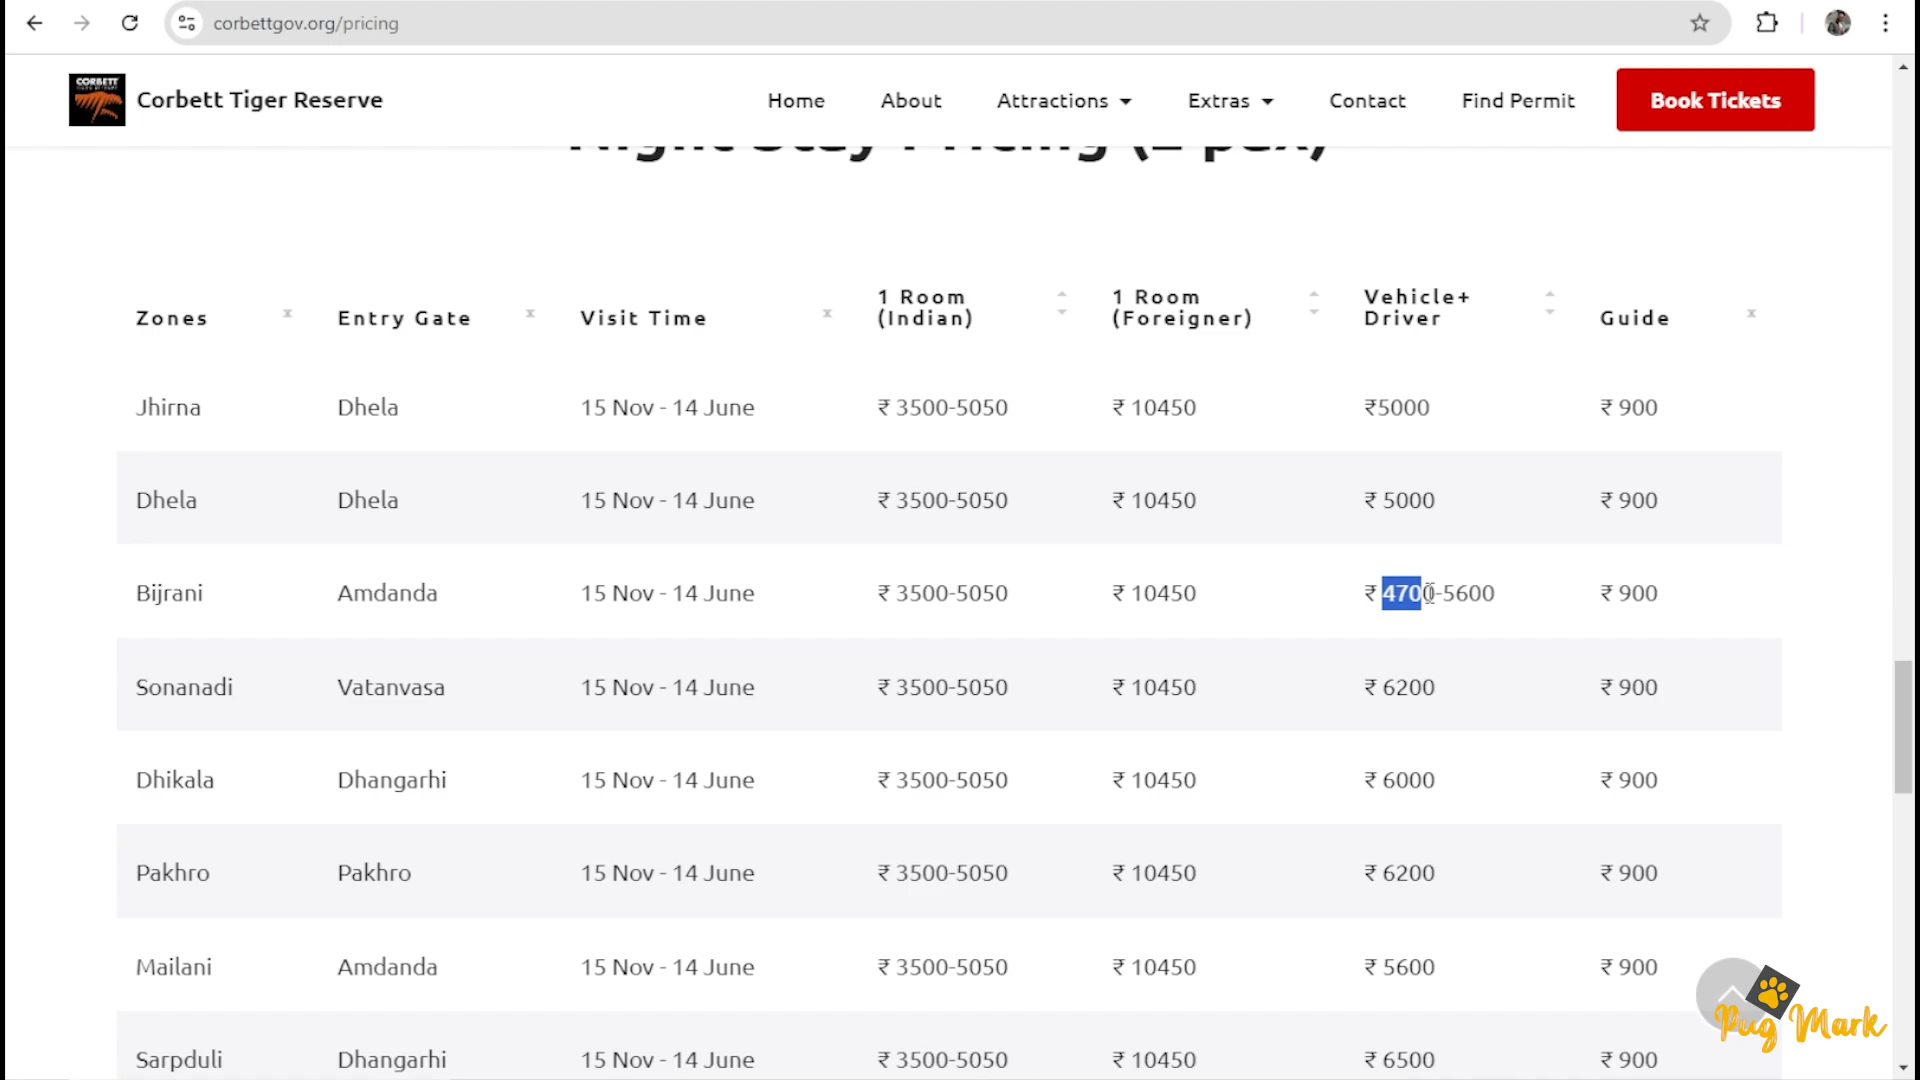 corbettgov.org/pricing
CORBETT
Corbett Tiger Reserve
Home About Attractions Extras Contact Find Permit Book Tickets
Night Stay Pricing (2 pax)
Zones Entry Gate Visit Time 1 Room (Indian) 1 Room (Foreigner) Vehicle+ Driver Guide
Jhirna Dhela 15 Nov - 14 June ₹ 3500-5050 ₹ 10450 ₹5000 ₹ 900
Dhela Dhela 15 Nov - 14 June ₹ 3500-5050 ₹ 10450 ₹ 5000 ₹ 900
Bijrani Amdanda 15 Nov - 14 June ₹ 3500-5050 ₹ 10450 ₹ 4700-5600 ₹ 900
Sonanadi Vatanvasa 15 Nov - 14 June ₹ 3500-5050 ₹ 10450 ₹ 6200 ₹ 900
Dhikala Dhangarhi 15 Nov - 14 June ₹ 3500-5050 ₹ 10450 ₹ 6000 ₹ 900
Pakhro Pakhro 15 Nov - 14 June ₹ 3500-5050 ₹ 10450 ₹ 6200 ₹ 900
Mailani Amdanda 15 Nov - 14 June ₹ 3500-5050 ₹ 10450 ₹ 5600 ₹ 900
Sarpduli Dhangarhi 15 Nov - 14 June ₹ 3500-5050 ₹ 10450 ₹ 6500 ₹ 900
Pug Mark